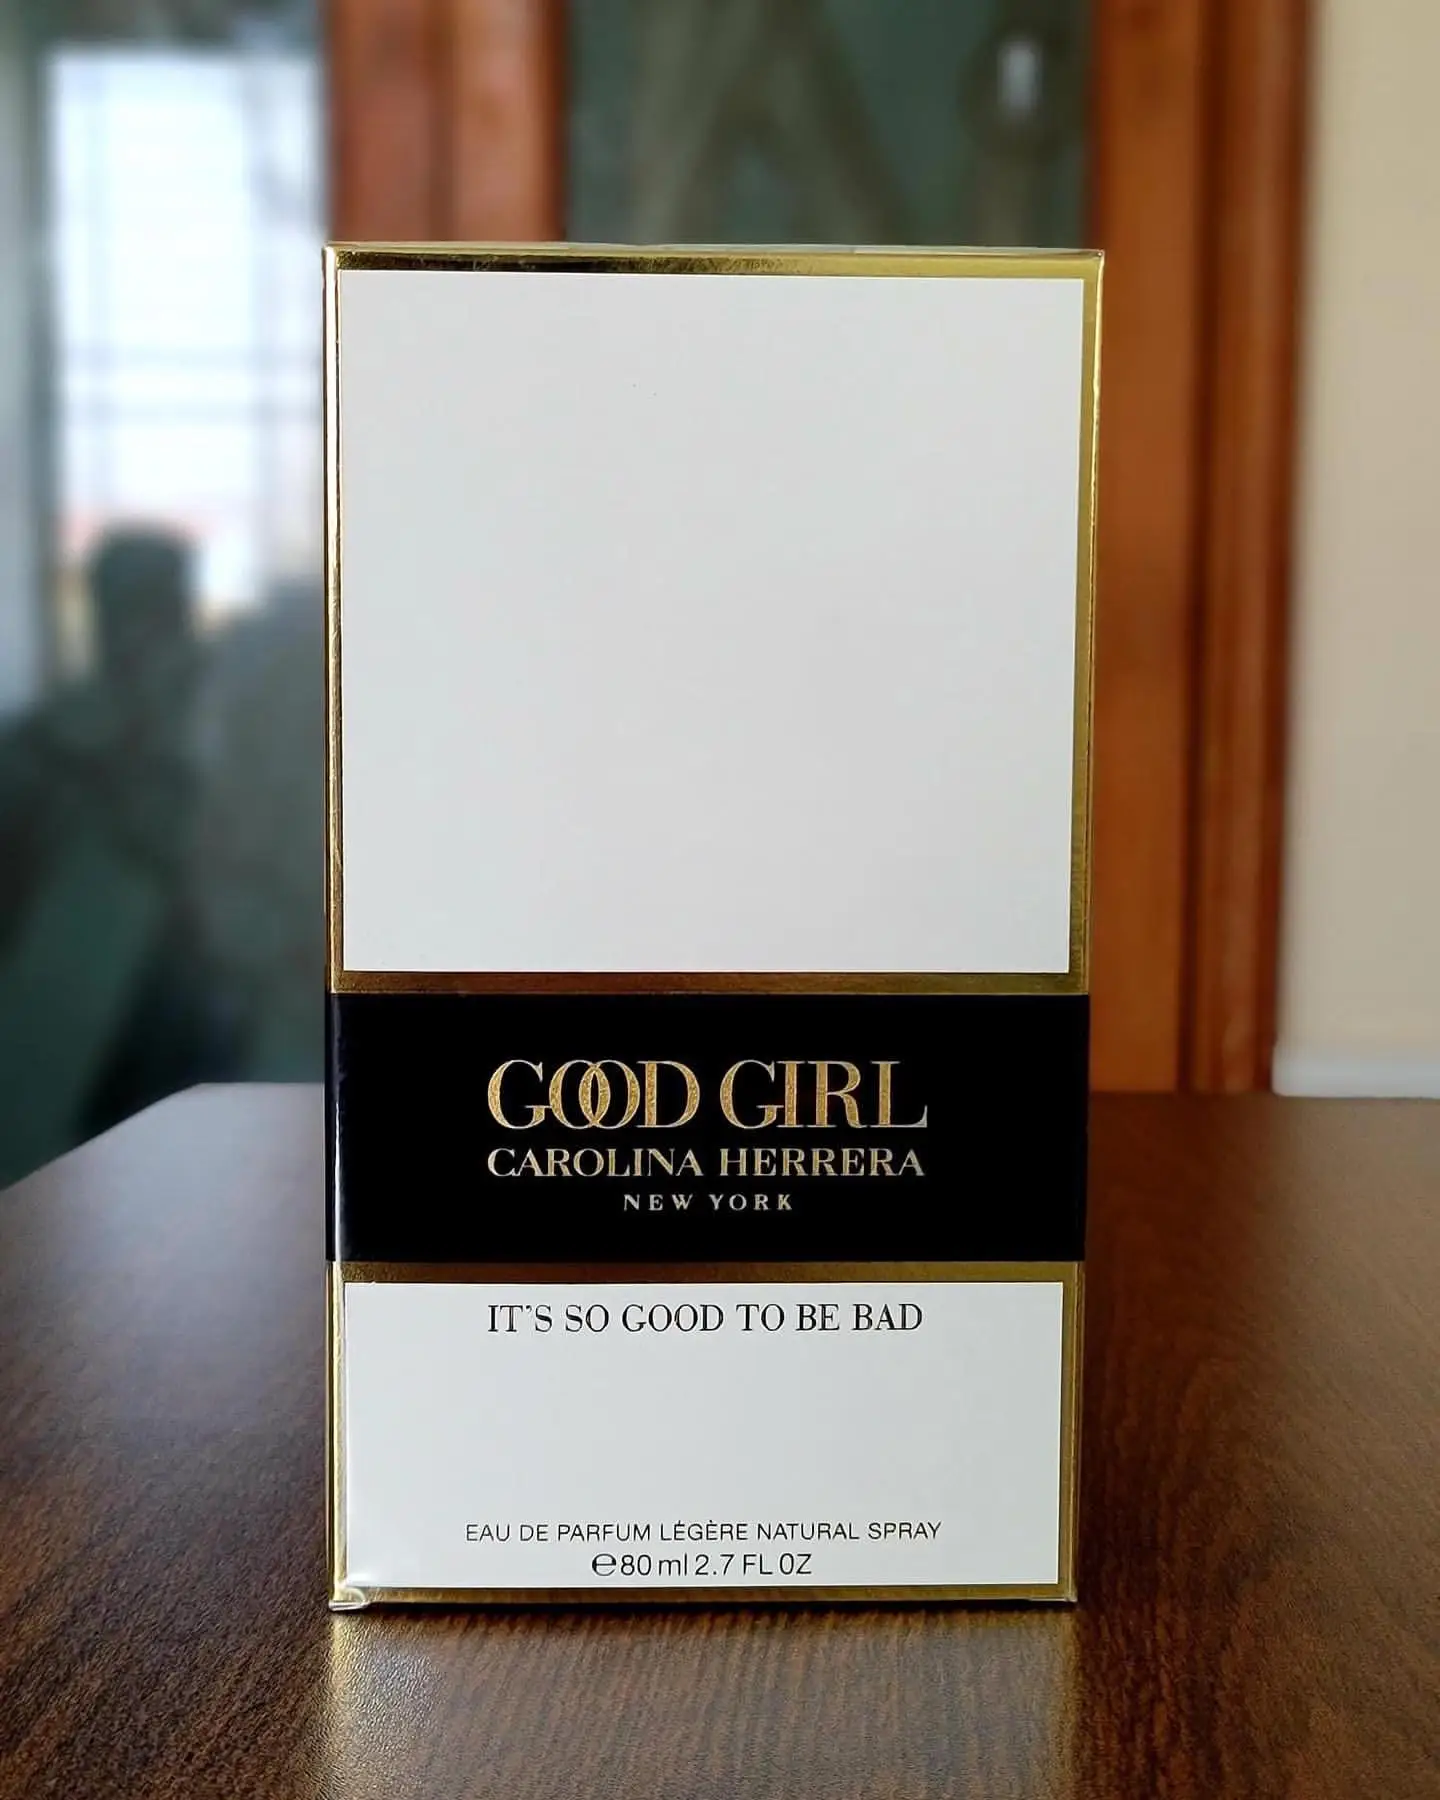 GOOD GIRL
CAROLINA HERRERA
NEW YORK
IT'S SO GOOD TO BE BAD
EAU DE PARFUM LÉGÈRE NATURAL SPRAY
℮80 ml 2.7 FL OZ